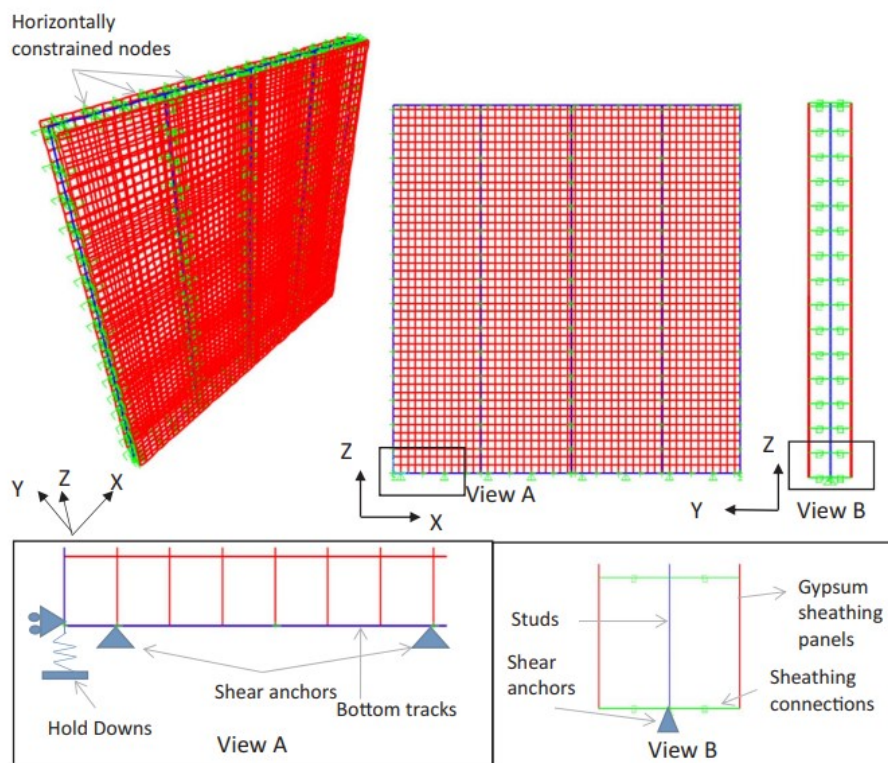 Horizontally
constrained nodes
Y
Z
X
Z
X
View A
Z
Y
View B
Hold Downs
Shear anchors
Bottom tracks
View A
Studs
Shear
anchors
Gypsum
sheathing
panels
Sheathing
connections
View B